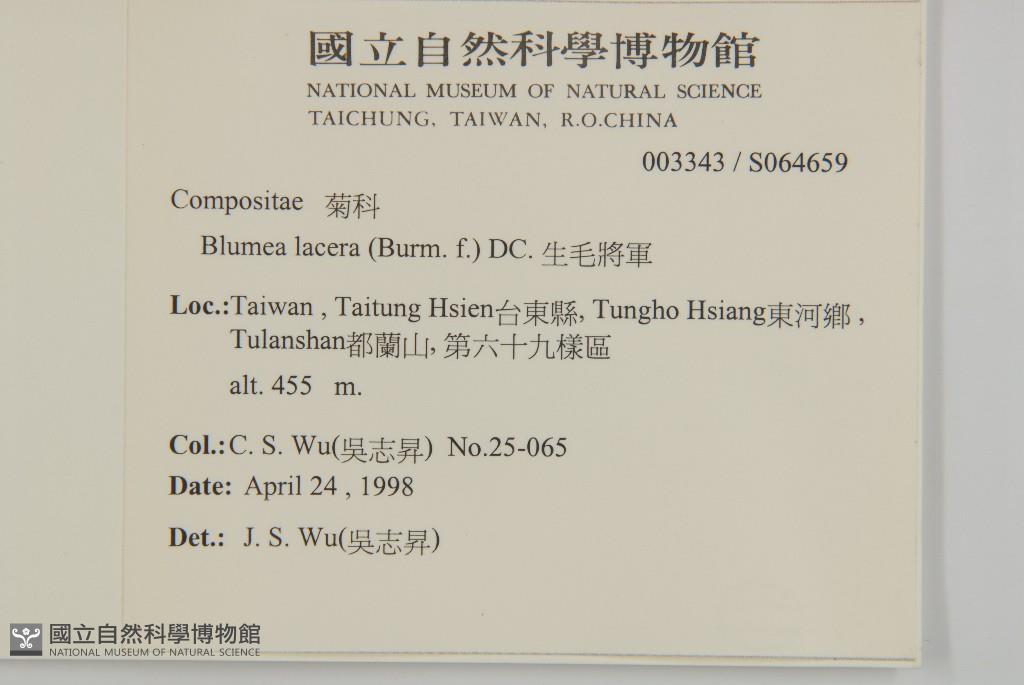 國立自然科學博物館
NATIONAL MUSEUM OF NATURAL SCIENCE
TAICHUNG, TAIWAN, R.O.CHINA
003343 / S064659
Compositae 菊科
Blumea lacera (Burm. f.) DC. 生毛將軍
Loc.:Taiwan , Taitung Hsien台東縣, Tungho Hsiang東河鄉 ,
Tulanshan都蘭山, 第六十九樣區
alt. 455 m.
Col.:C. S. Wu(吳志昇) No.25-065
Date: April 24 , 1998
Det.: J. S. Wu(吳志昇)
國立自然科學博物館
NATIONAL MUSEUM OF NATURAL SCIENCE